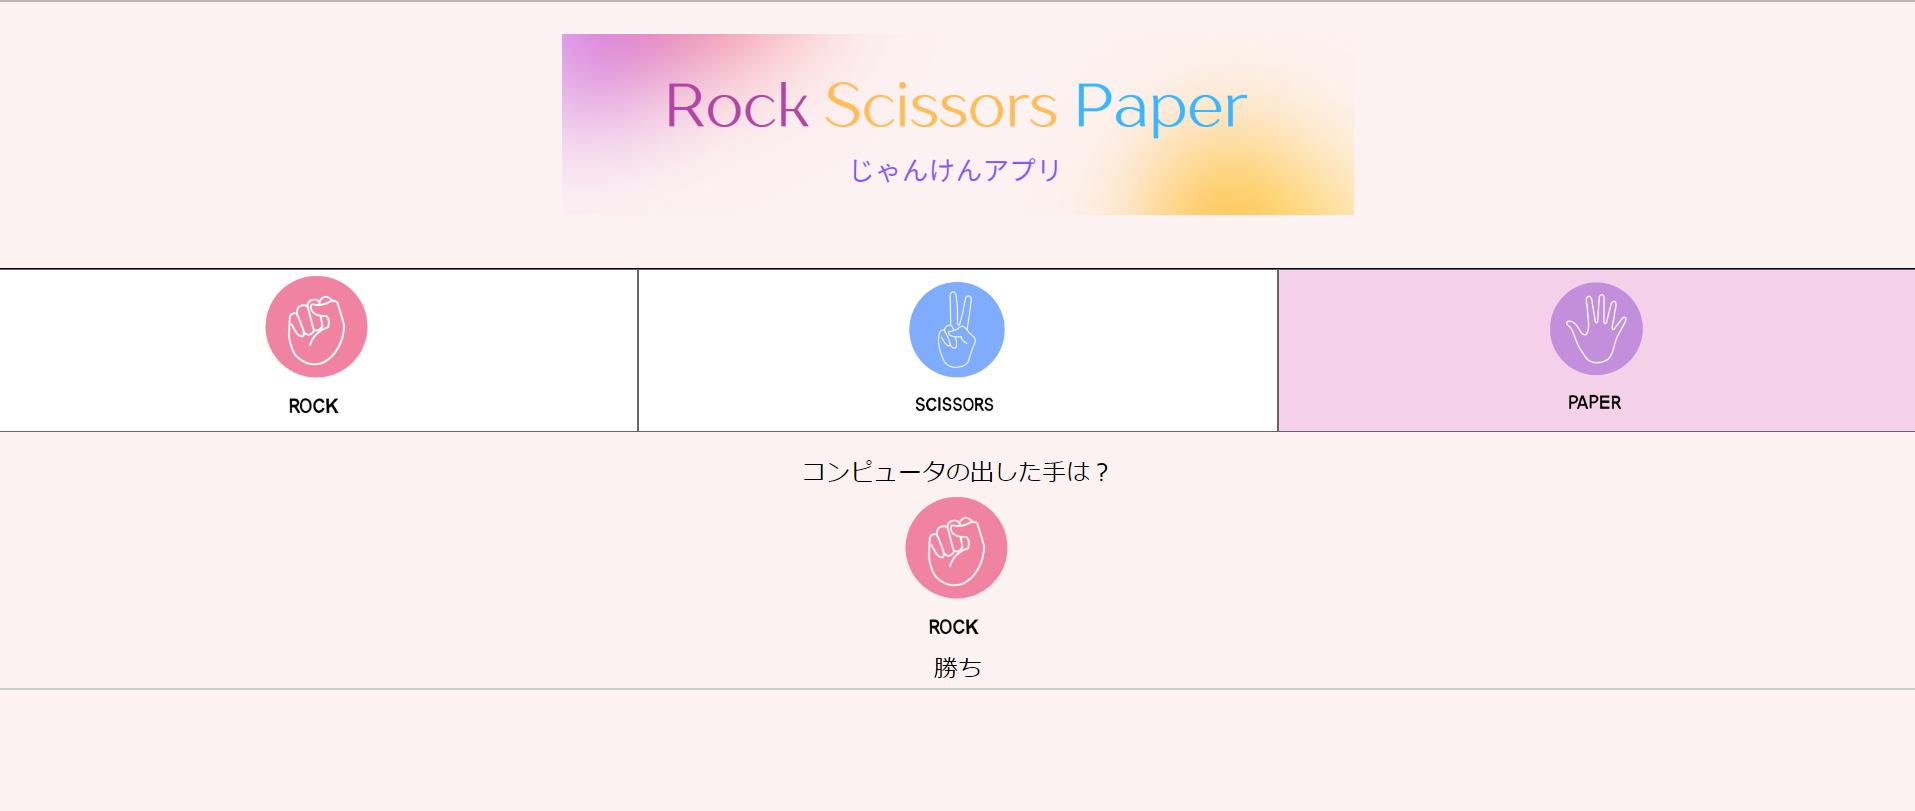 Rock Scissors Paper
じゃんけんアプリ
ROCK
SCISSORS
PAPER
コンピュータの出した手は？
ROCK
勝ち